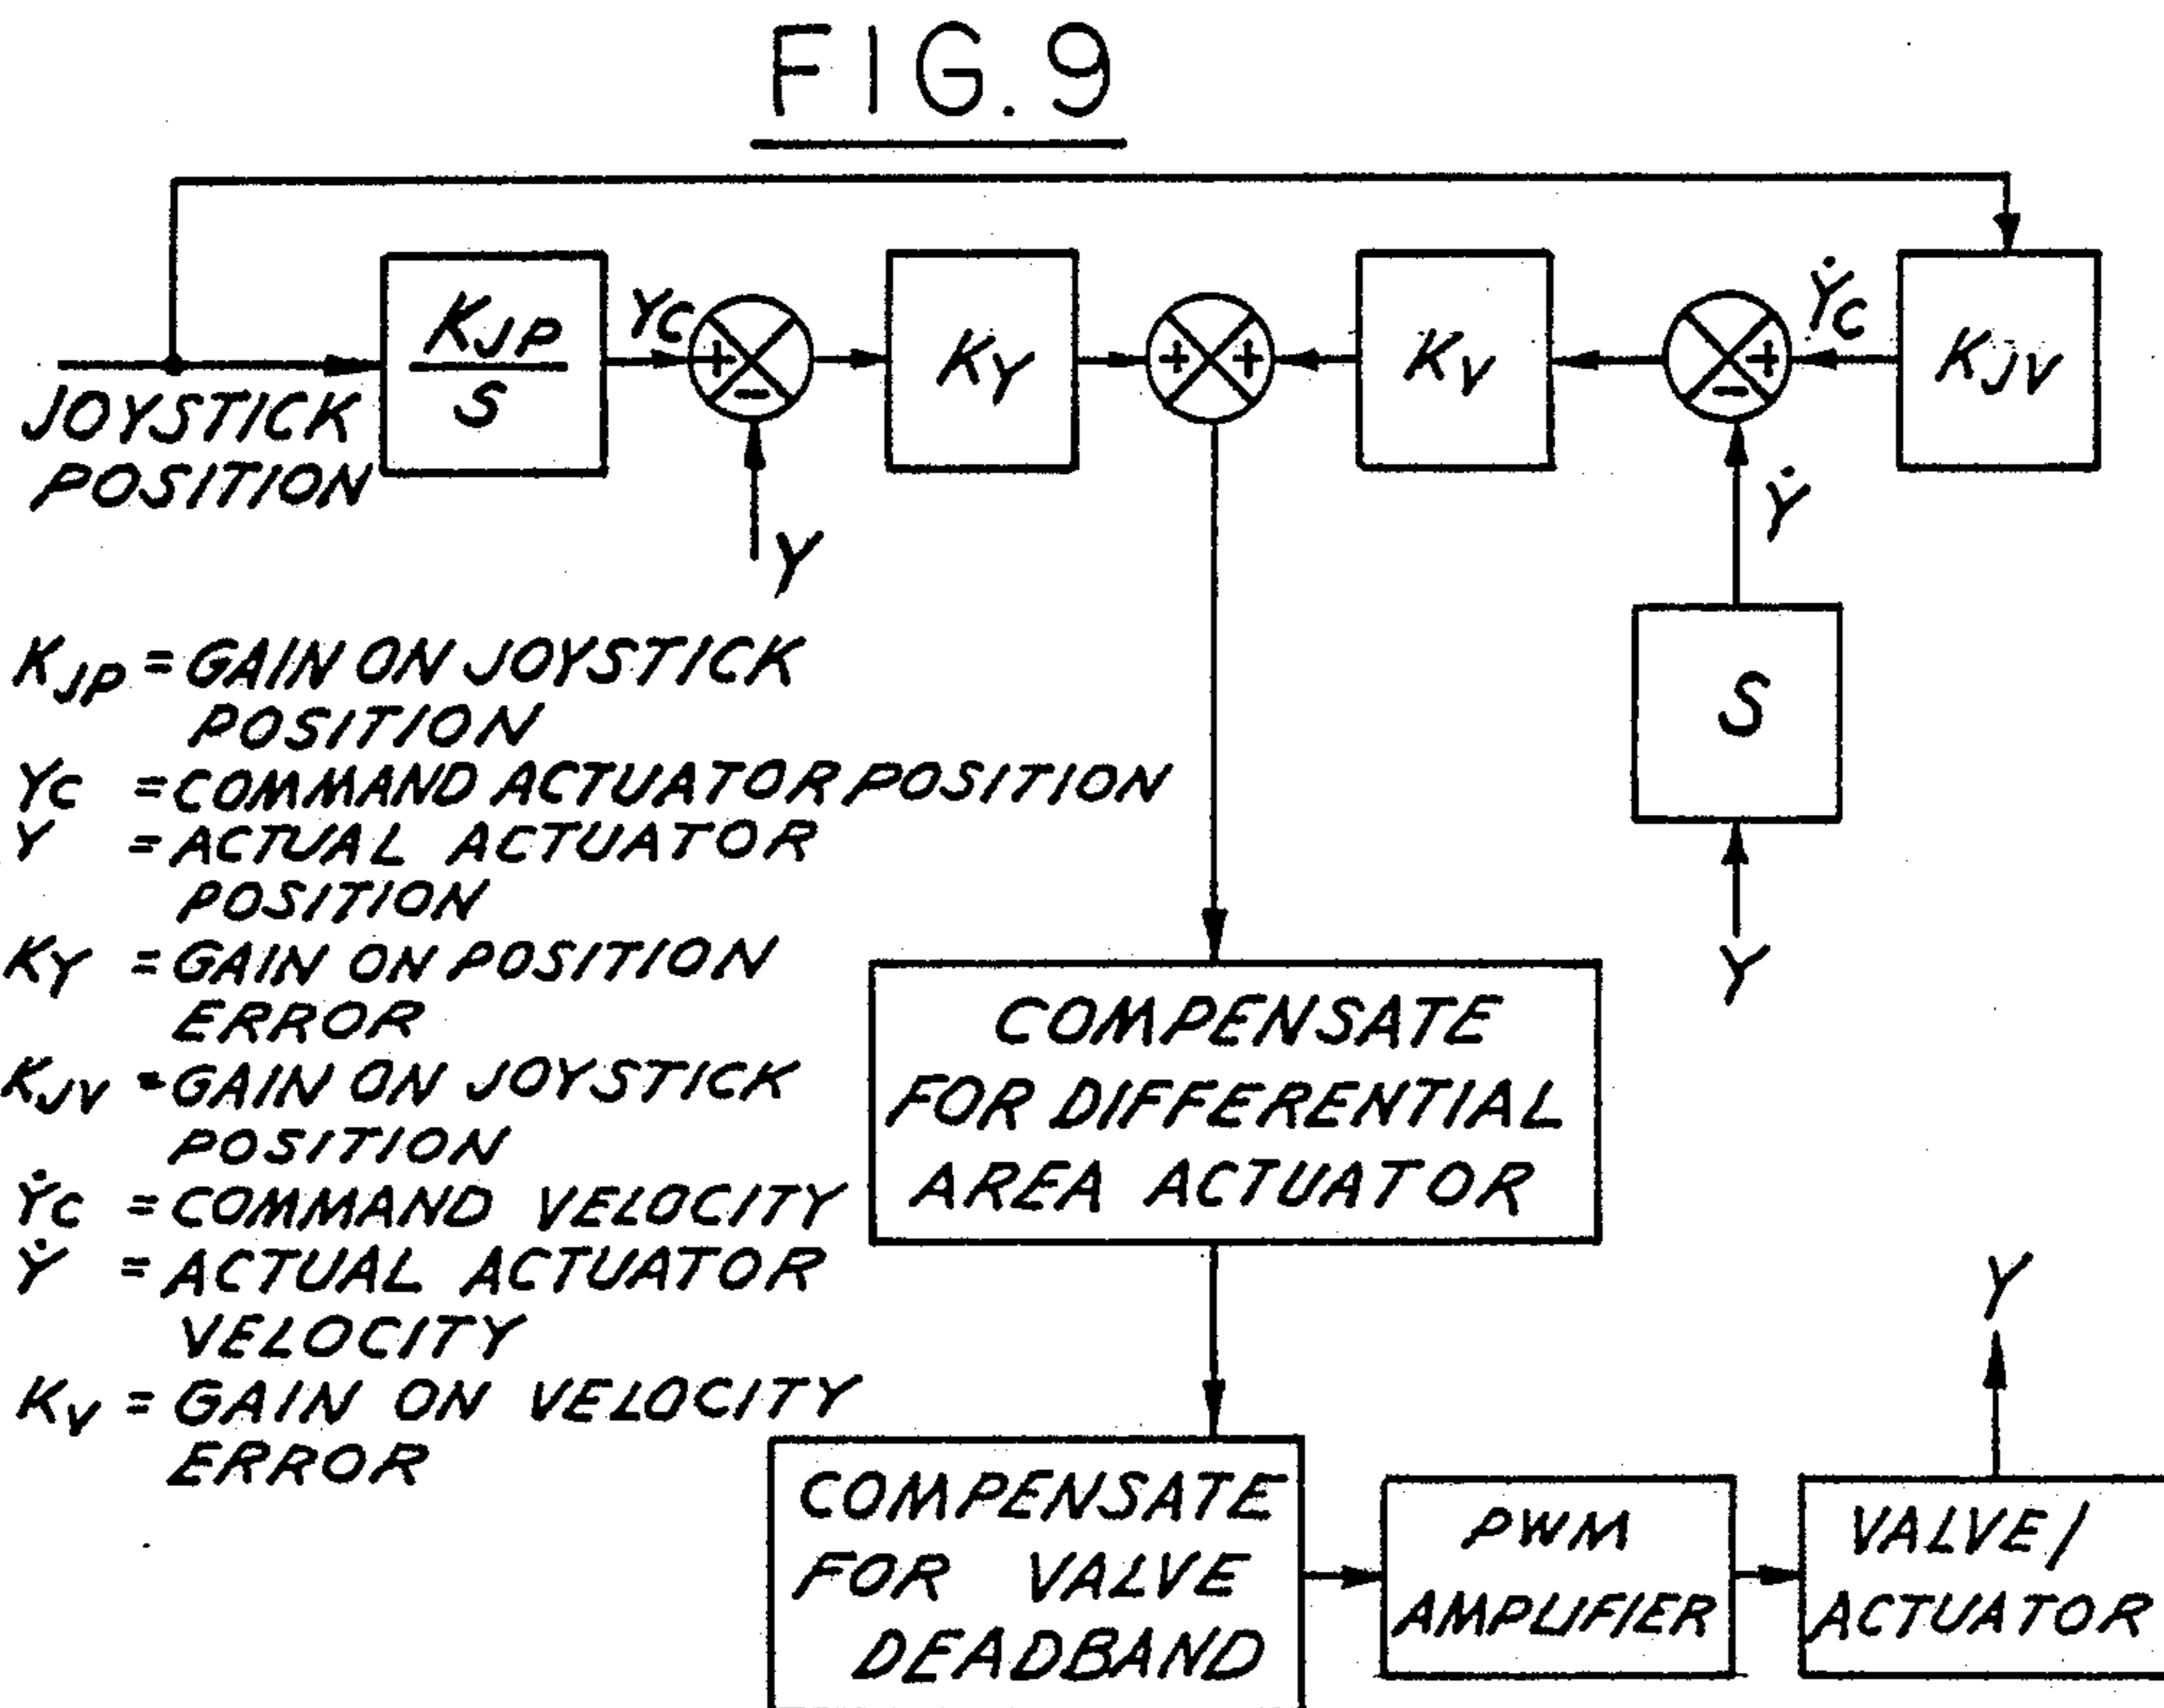 FIG. 9
KJP
S
YC
+
-
KY
+ +
KV
+
-
ẎC
KJV
JOYSTICK
POSITION
Y
Ẏ
S
Y
KJP = GAIN ON JOYSTICK
POSITION
YC = COMMAND ACTUATOR POSITION
Y = ACTUAL ACTUATOR
POSITION
KY = GAIN ON POSITION
ERROR
KJV = GAIN ON JOYSTICK
POSITION
ẎC = COMMAND VELOCITY
Ẏ = ACTUAL ACTUATOR
VELOCITY
KV = GAIN ON VELOCITY
ERROR
COMPENSATE
FOR DIFFERENTIAL
AREA ACTUATOR
COMPENSATE
FOR VALVE
DEADBAND
PWM
AMPLIFIER
VALVE/
ACTUATOR
Y